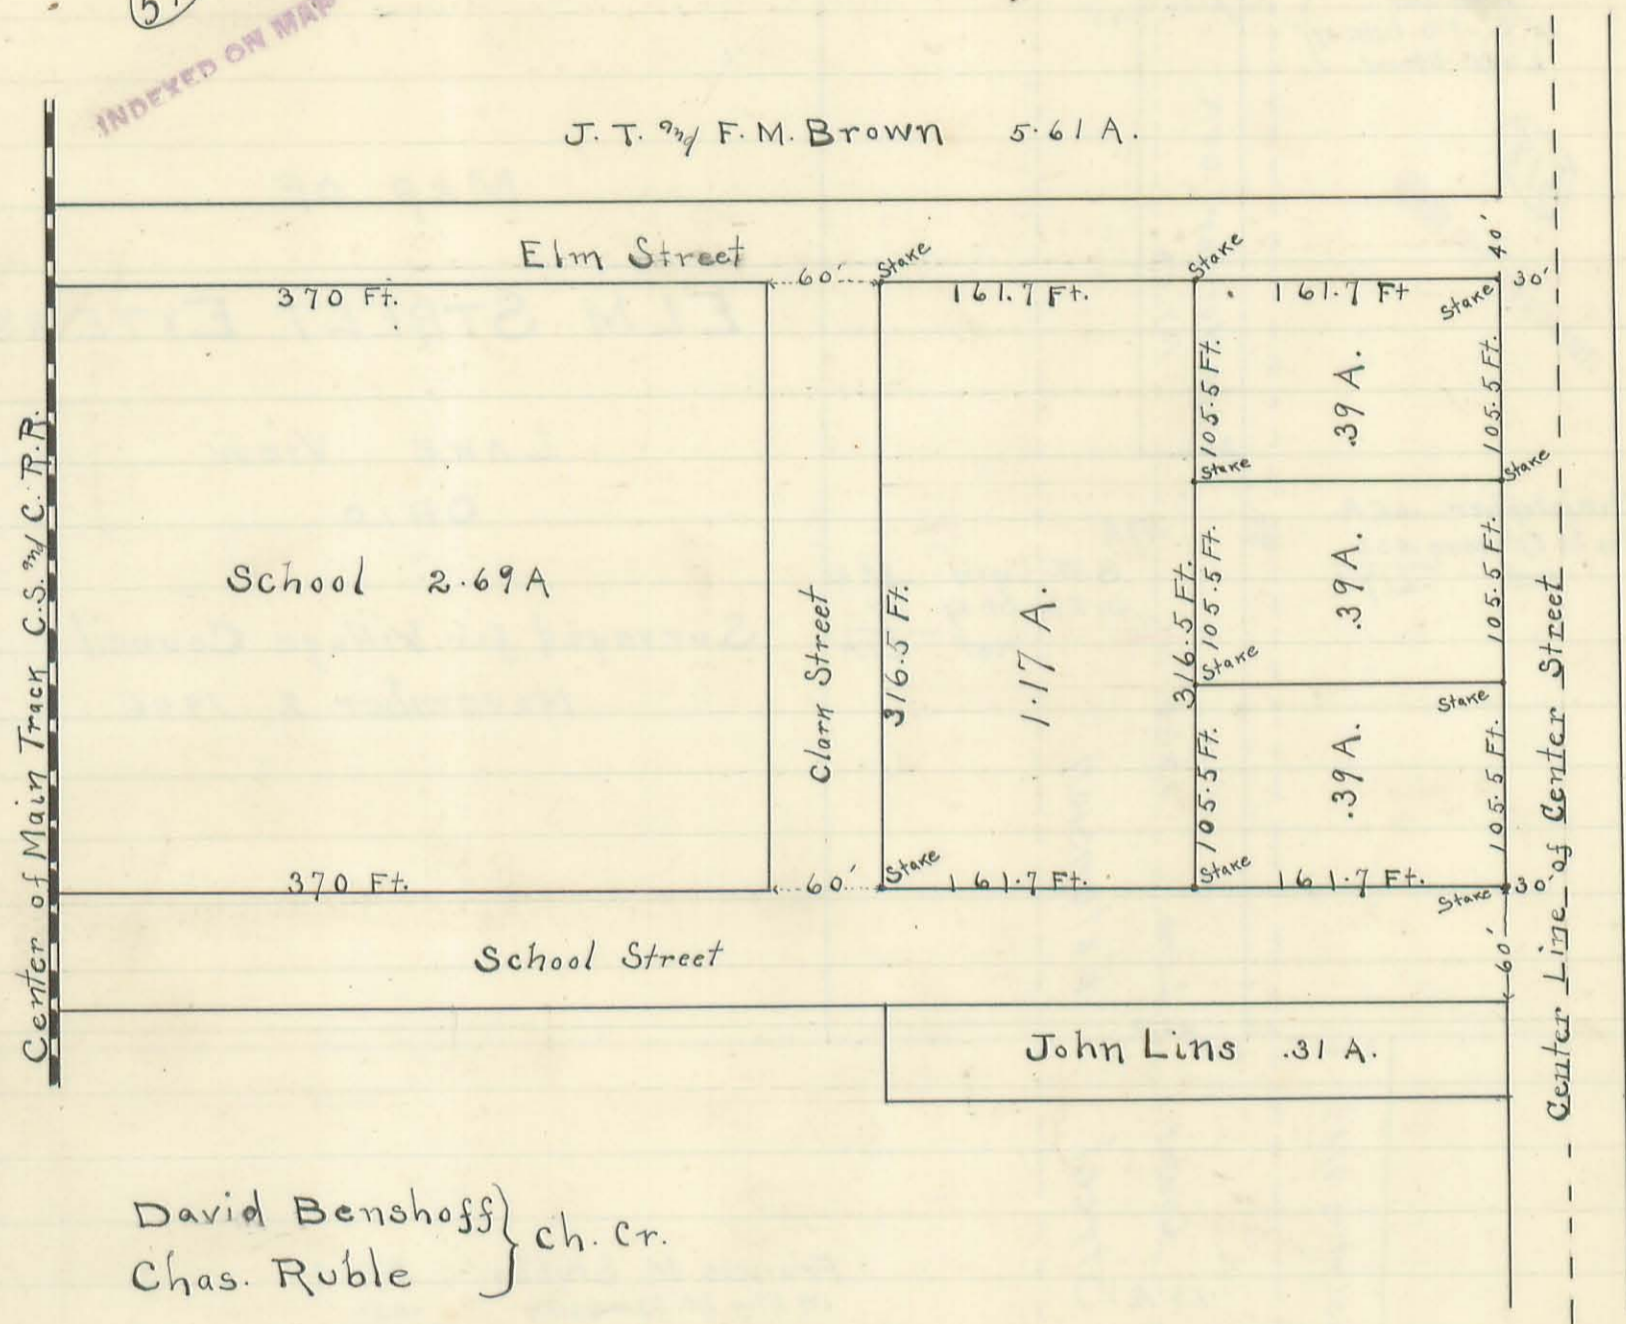 INDEXED ON MAP
J. T. and F. M. Brown 5.61 A.
Elm Street
40'
370 Ft.
60'
Stake
161.7 Ft.
Stake
161.7 Ft
Stake
30'
105.5 Ft.
.39 A.
105.5 Ft.
Stake
Stake
Center of Main Track C.S. and C. R.R.
School 2.69 A
Clark Street
316.5 Ft.
1.17 A.
316.5 Ft.
105.5 Ft.
.39 A.
105.5 Ft.
Stake
Stake
Center Line of Center Street
105.5 Ft.
.39 A.
105.5 Ft.
370 Ft.
60'
Stake
161.7 Ft.
Stake
161.7 Ft.
Stake
30'
School Street
60'
John Lins .31 A.
David Benshoff
Chas. Ruble
Ch. Cr.